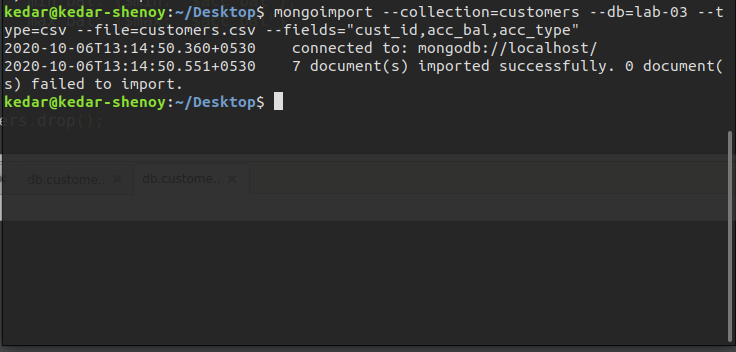 kedar@kedar-shenoy:~/Desktop$ mongoimport --collection=customers --db=lab-03 --t
ype=csv --file=customers.csv --fields="cust_id,acc_bal,acc_type"
2020-10-06T13:14:50.360+0530    connected to: mongodb://localhost/
2020-10-06T13:14:50.551+0530    7 document(s) imported successfully. 0 document(
s) failed to import.
kedar@kedar-shenoy:~/Desktop$
ers.drop();
db.custome.. × db.custome.. ×